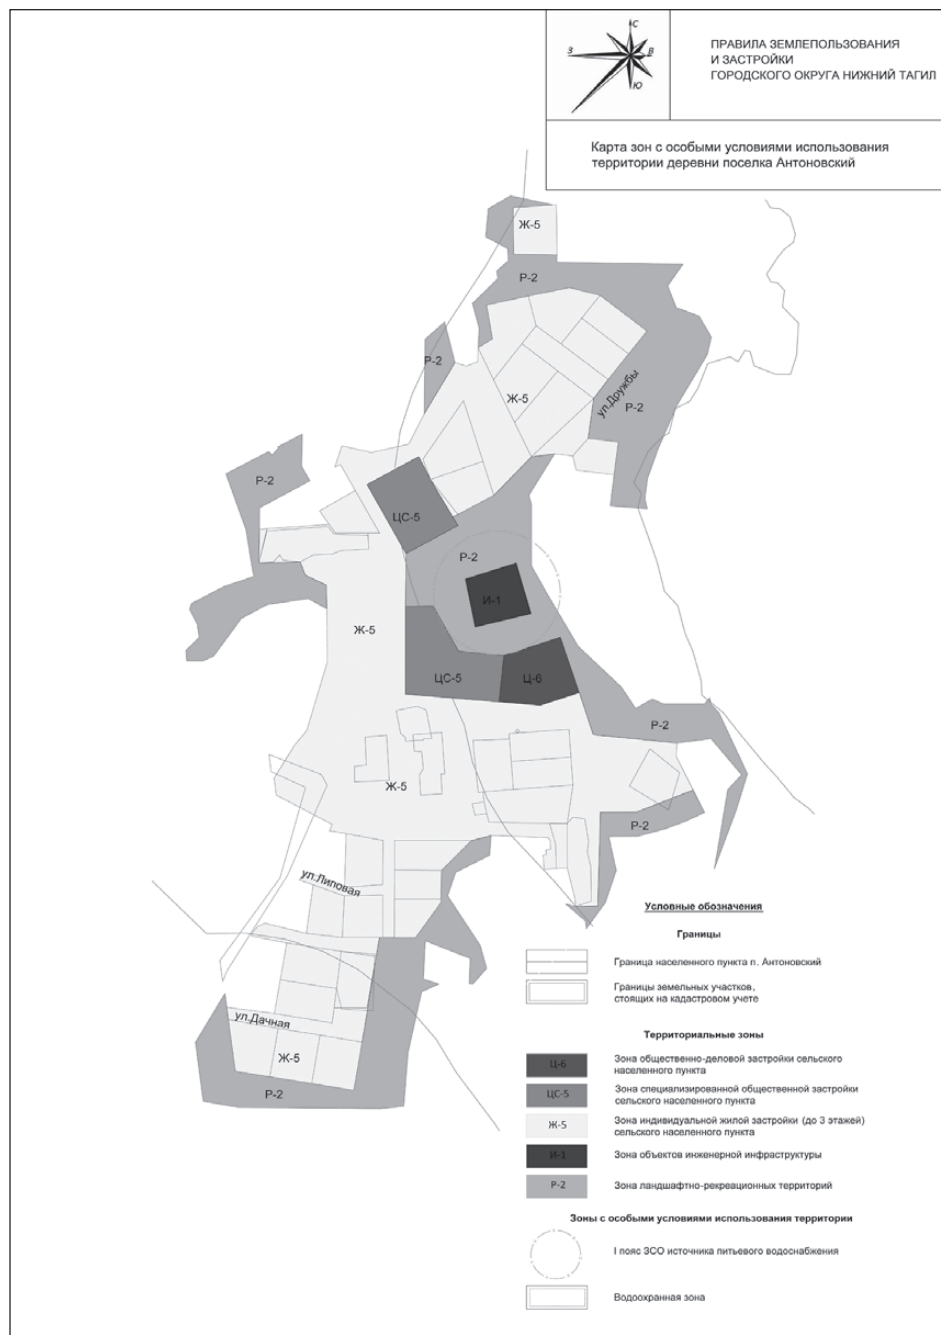 С
З
В
Ю
ПРАВИЛА ЗЕМЛЕПОЛЬЗОВАНИЯ
И ЗАСТРОЙКИ
ГОРОДСКОГО ОКРУГА НИЖНИЙ ТАГИЛ
Карта зон с особыми условиями использования
территории деревни поселка Антоновский
Ж-5
Р-2
Р-2
Ж-5
ул.Дружбы
Р-2
Р-2
ЦС-5
Р-2
И-1
Ж-5
ЦС-5
Ц-6
Р-2
Ж-5
Р-2
ул.Липовая
ул.Дачная
Ж-5
Р-2
Условные обозначения
Границы
Граница населенного пункта п. Антоновский
Границы земельных участков,
стоящих на кадастровом учете
Территориальные зоны
Ц-6
Зона общественно-деловой застройки сельского
населенного пункта
ЦС-5
Зона специализированной общественной застройки
сельского населенного пункта
Ж-5
Зона индивидуальной жилой застройки (до 3 этажей)
сельского населенного пункта
И-1
Зона объектов инженерной инфраструктуры
Р-2
Зона ландшафтно-рекреационных территорий
Зоны с особыми условиями использования территории
I пояс ЗСО источника питьевого водоснабжения
Водоохранная зона